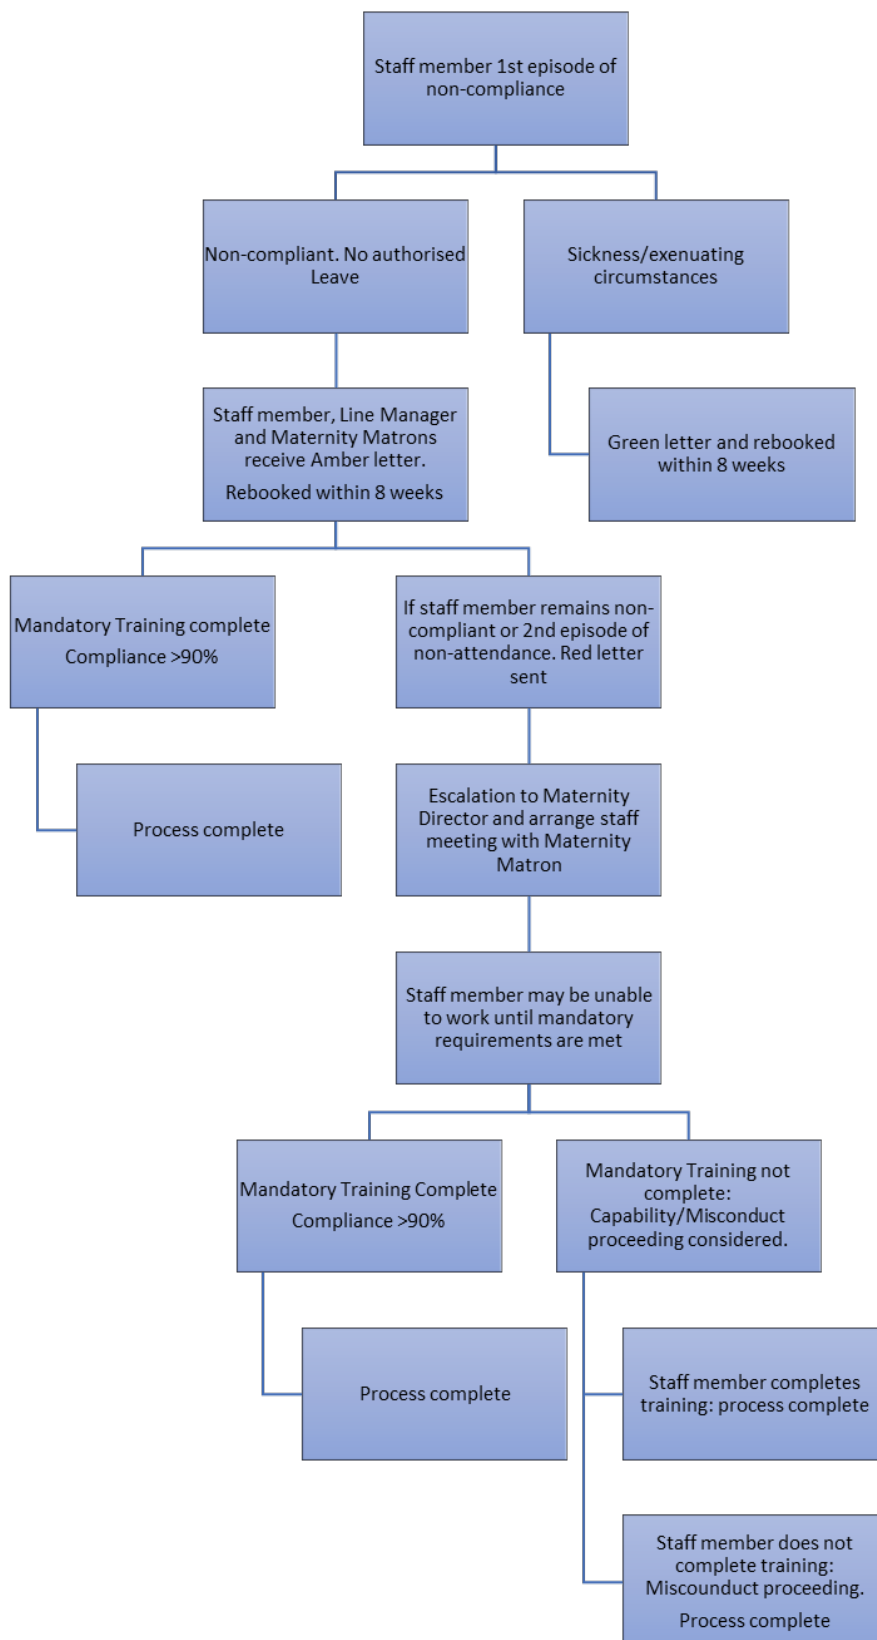 Staff member 1st episode of
non-compliance
Non-compliant. No authorised
Leave
Sickness/exenuating
circumstances
Staff member, Line Manager
and Maternity Matrons
receive Amber letter.
Rebooked within 8 weeks
Green letter and rebooked
within 8 weeks
Mandatory Training complete
Compliance >90%
If staff member remains non-
compliant or 2nd episode of
non-attendance. Red letter
sent
Process complete
Escalation to Maternity
Director and arrange staff
meeting with Maternity
Matron
Staff member may be unable
to work until mandatory
requirements are met
Mandatory Training Complete
Compliance >90%
Mandatory Training not
complete:
Capability/Misconduct
proceeding considered.
Process complete
Staff member completes
training: process complete
Staff member does not
complete training:
Miscounduct proceeding.
Process complete